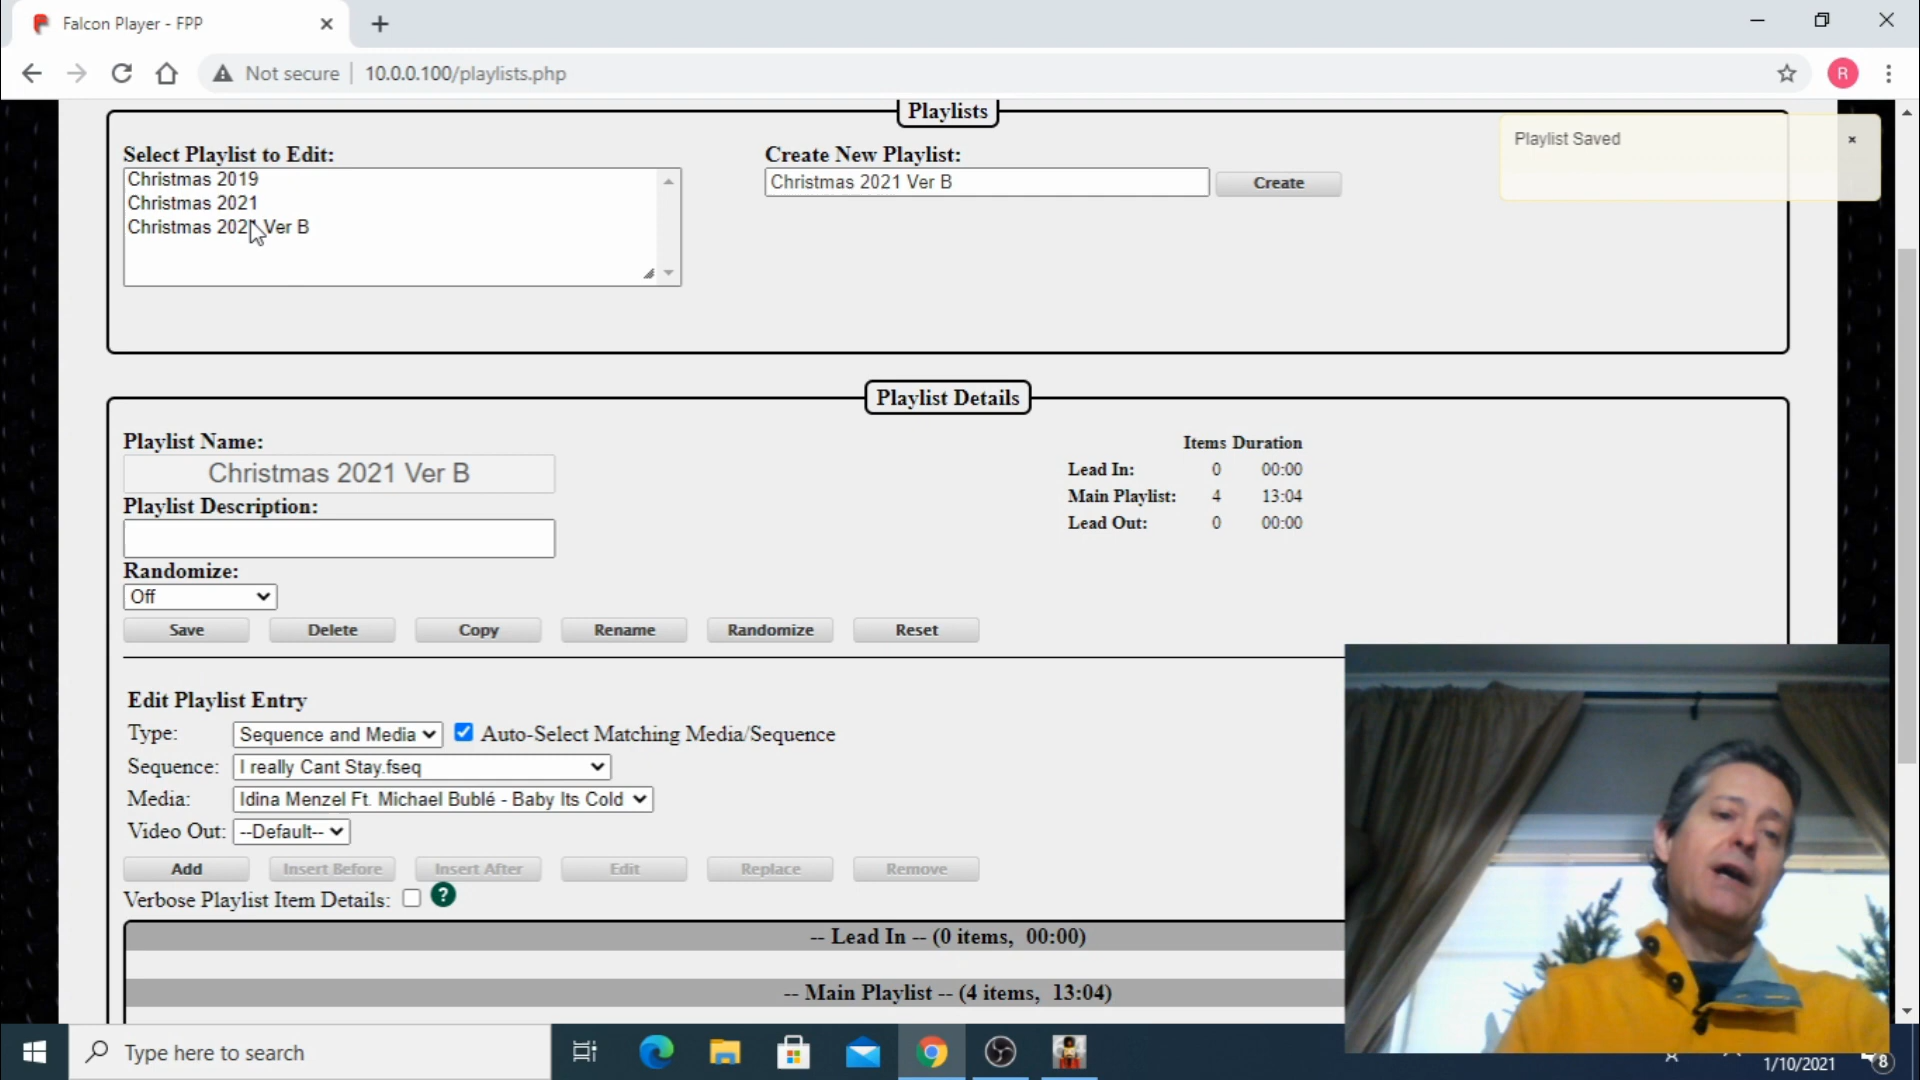 Falcon Player - FPP
Not secure | 10.0.0.100/playlists.php
R
Playlists
Playlist Saved
×
Select Playlist to Edit:
Christmas 2019
Christmas 2021
Christmas 2021 Ver B
Create New Playlist:
Christmas 2021 Ver B
Create
Playlist Details
Playlist Name:
Christmas 2021 Ver B
Playlist Description:
Randomize:
Off
Items Duration
Lead In: 0 00:00
Main Playlist: 4 13:04
Lead Out: 0 00:00
Save Delete Copy Rename Randomize Reset
Edit Playlist Entry
Type: Sequence and Media Auto-Select Matching Media/Sequence
Sequence: I really Cant Stay.fseq
Media: Idina Menzel Ft. Michael Bublé - Baby Its Cold
Video Out: --Default--
Add Insert Before Insert After Edit Replace Remove
Verbose Playlist Item Details: ?
-- Lead In -- (0 items, 00:00)
-- Main Playlist -- (4 items, 13:04)
Type here to search
1/10/2021
8